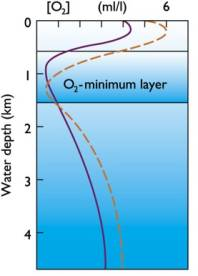 [O₂] (ml/l) 6
0
O₂-minimum layer
1
2
3
4
Water depth (km)